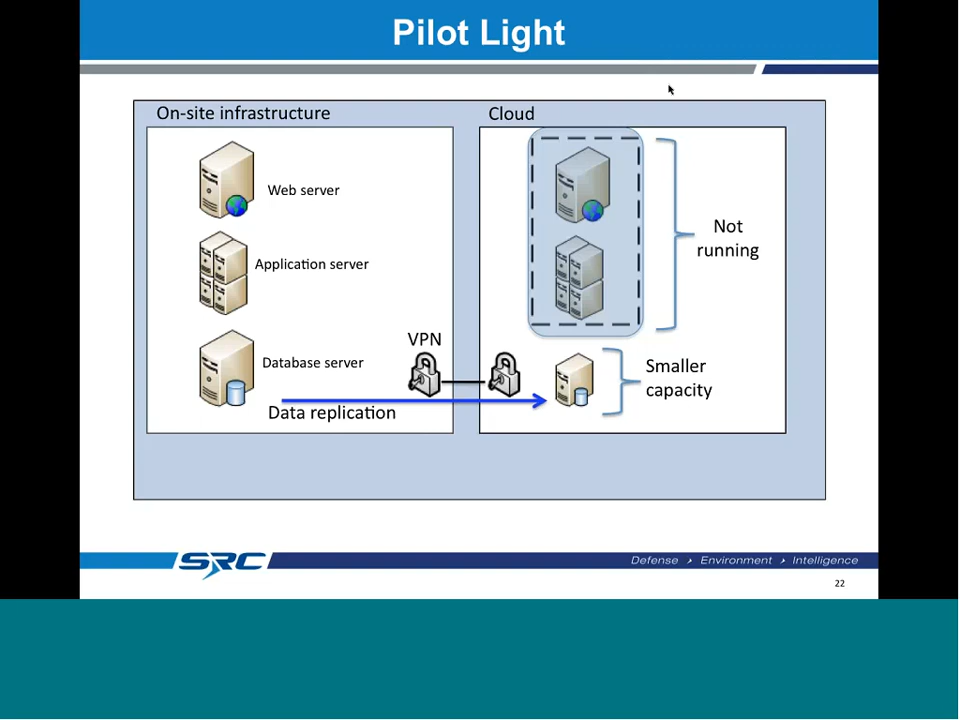 Pilot Light
On-site infrastructure
Cloud
Web server
Application server
Database server
VPN
Data replication
Not
running
Smaller
capacity
SRC
Defense
Environment
Intelligence
22